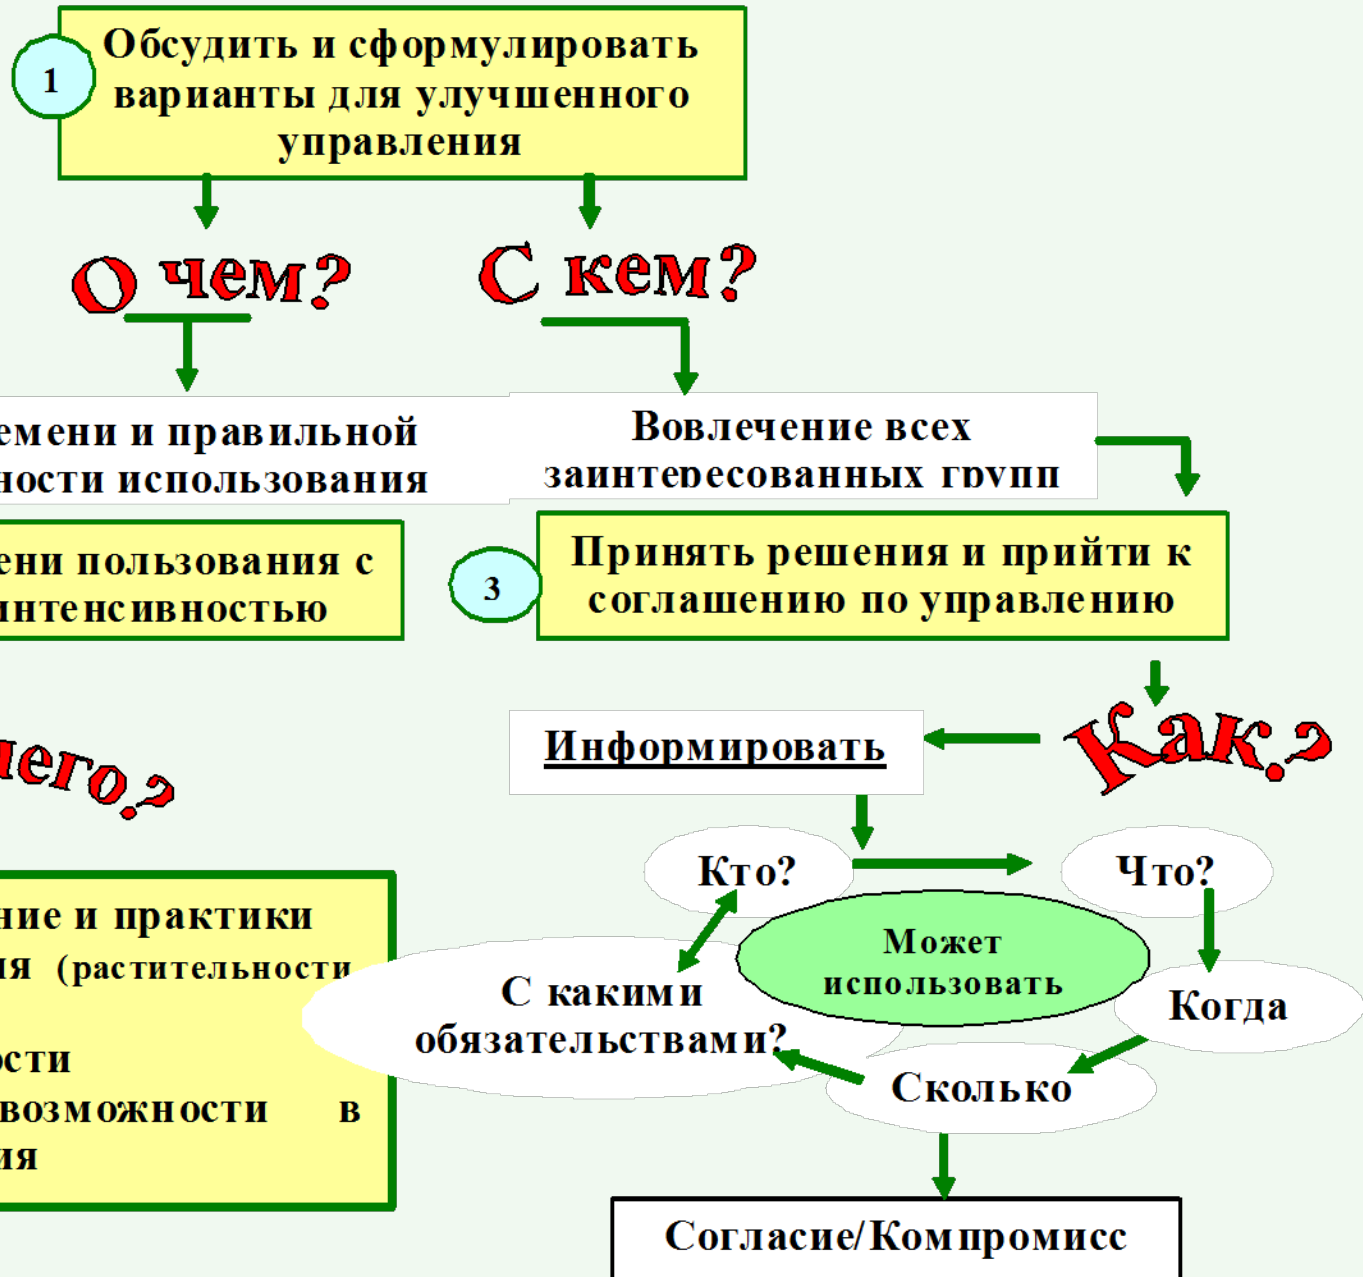 1
Обсудить и сформулировать
варианты для улучшенного
управления
О чем?
С кем?
емени и правильной
ности использования
Вовлечение всех
заинтересованных групп
ени пользования с
интенсивностью
3
Принять решения и прийти к
соглашению по управлению
Как?
чего?
Информировать
Кто?
Что?
Может
использовать
Когда
Сколько
С какими
обязательствами?
ние и практики
ия (растительности
ости
возможности в
ия
Согласие/Компромисс